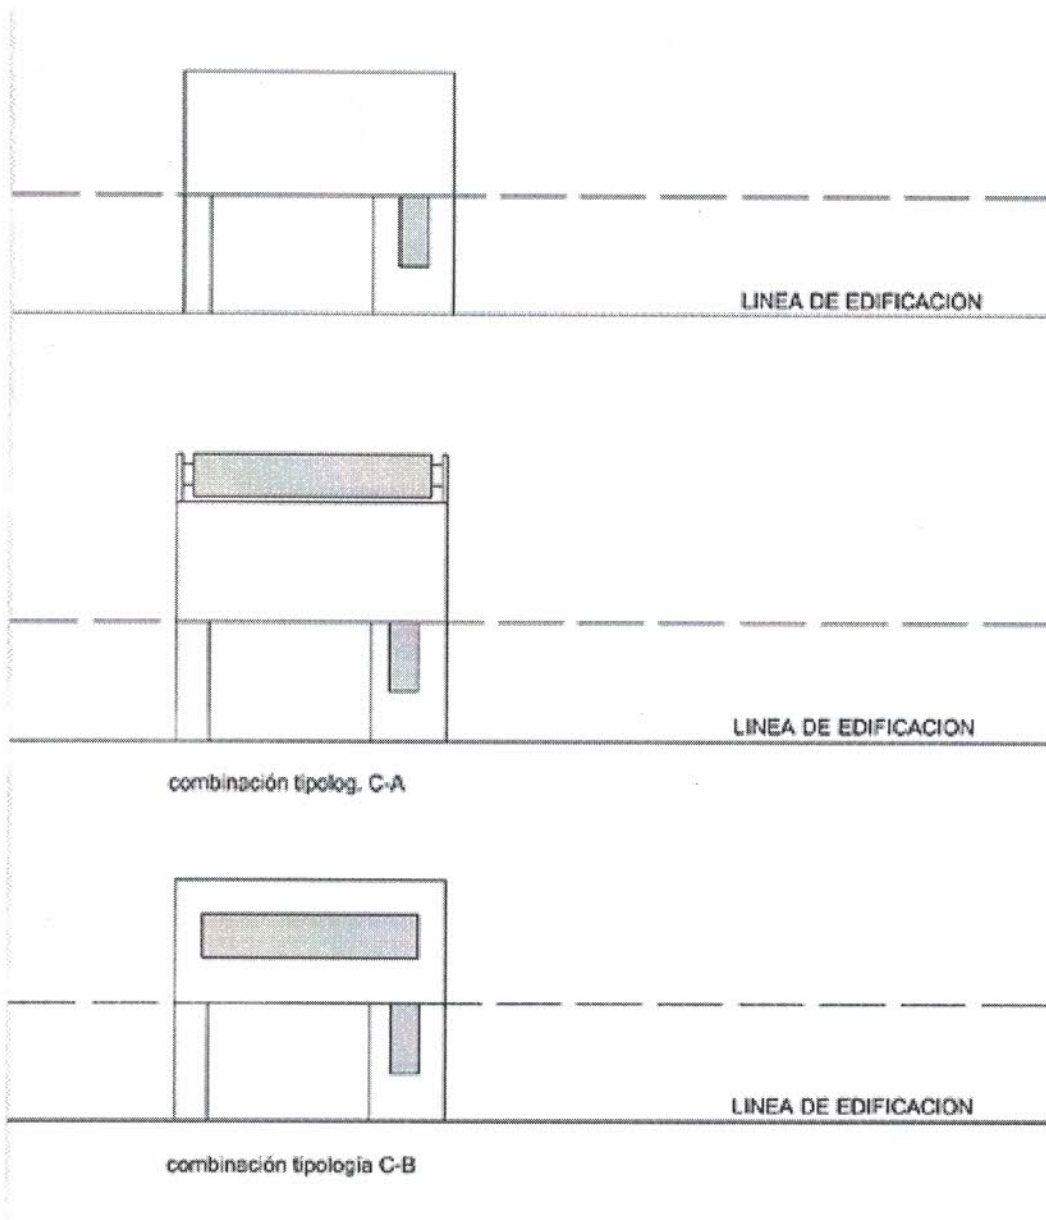 LINEA DE EDIFICACION
LINEA DE EDIFICACION
combinación tipolog. C-A
LINEA DE EDIFICACION
combinación tipología C-B